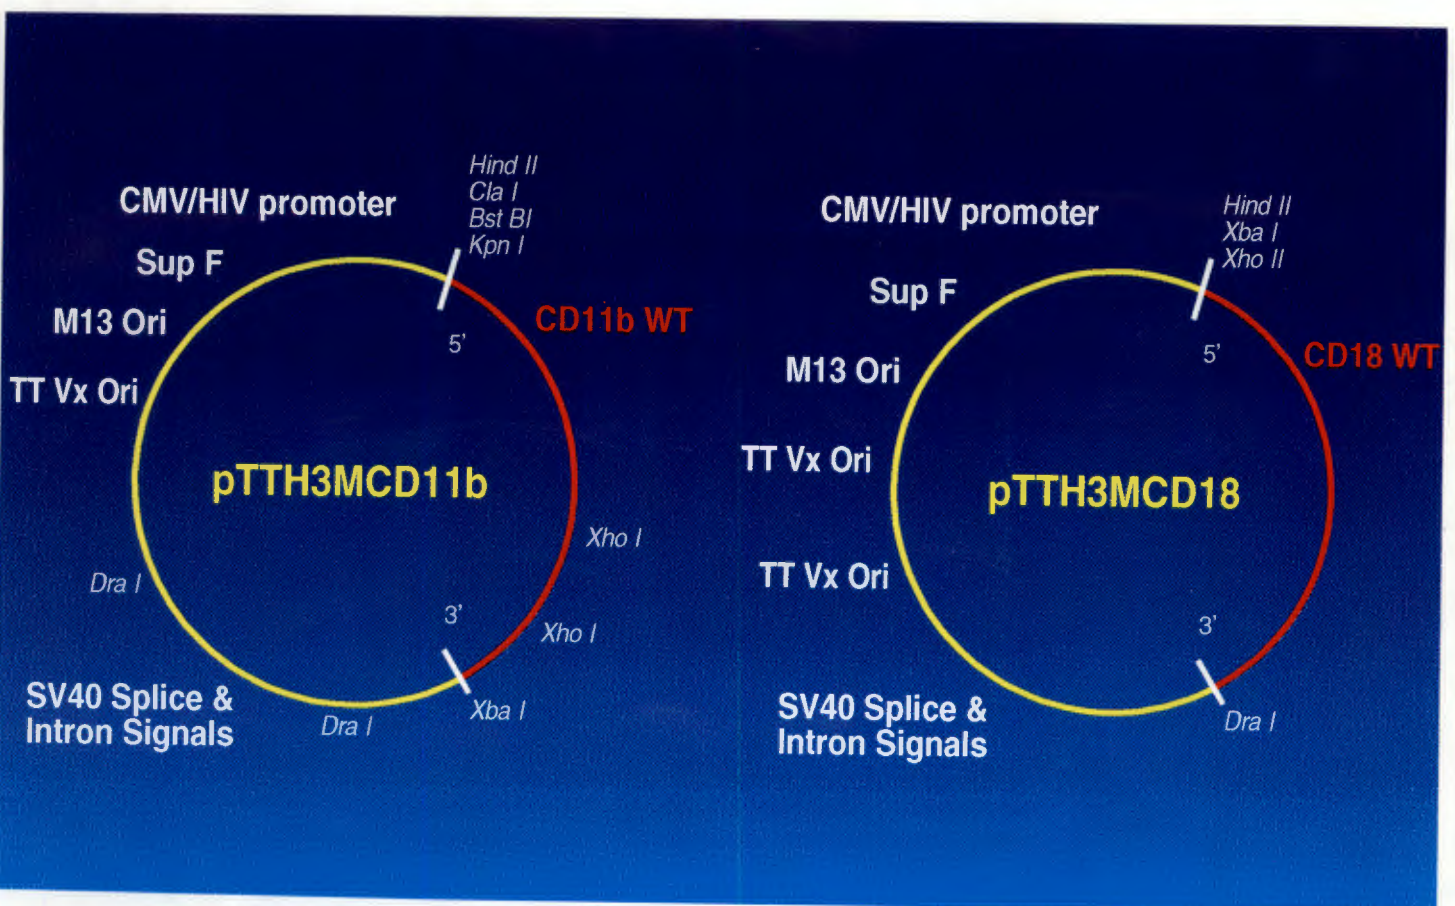 Hind II
Cla I
Bst BI
Kpn I
CMV/HIV promoter
Sup F
M13 Ori
TT Vx Ori
5'
CD11b WT
pTTH3MCD11b
Xho I
Dra I
3'
Xho I
SV40 Splice &
Intron Signals
Dra I
Xba I
Hind II
Xba I
Xho II
CMV/HIV promoter
Sup F
M13 Ori
TT Vx Ori
5'
CD18 WT
pTTH3MCD18
TT Vx Ori
3'
SV40 Splice &
Intron Signals
Dra I